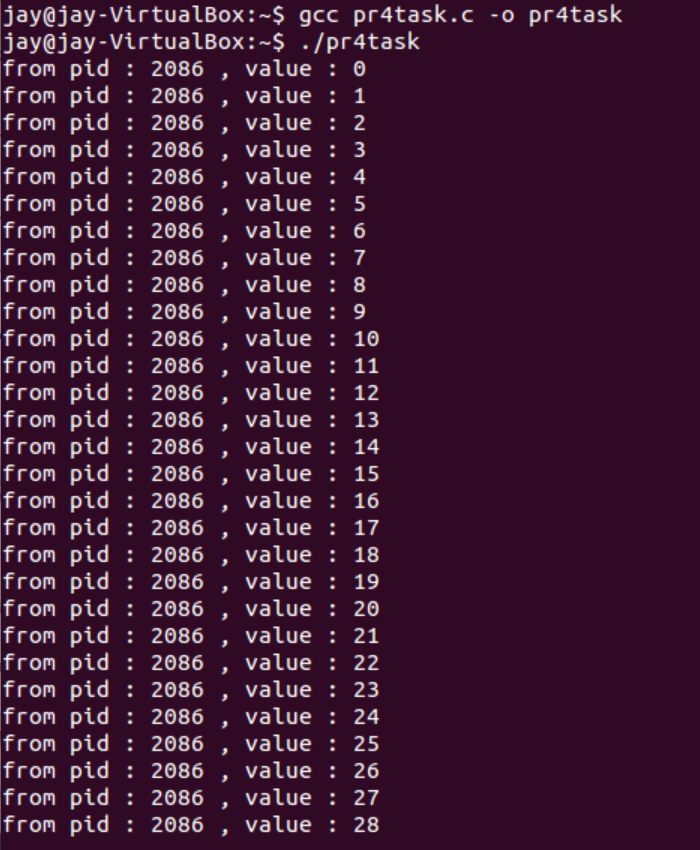 jay@jay-VirtualBox:~$ gcc pr4task.c -o pr4task
jay@jay-VirtualBox:~$ ./pr4task
from pid : 2086 , value : 0
from pid : 2086 , value : 1
from pid : 2086 , value : 2
from pid : 2086 , value : 3
from pid : 2086 , value : 4
from pid : 2086 , value : 5
from pid : 2086 , value : 6
from pid : 2086 , value : 7
from pid : 2086 , value : 8
from pid : 2086 , value : 9
from pid : 2086 , value : 10
from pid : 2086 , value : 11
from pid : 2086 , value : 12
from pid : 2086 , value : 13
from pid : 2086 , value : 14
from pid : 2086 , value : 15
from pid : 2086 , value : 16
from pid : 2086 , value : 17
from pid : 2086 , value : 18
from pid : 2086 , value : 19
from pid : 2086 , value : 20
from pid : 2086 , value : 21
from pid : 2086 , value : 22
from pid : 2086 , value : 23
from pid : 2086 , value : 24
from pid : 2086 , value : 25
from pid : 2086 , value : 26
from pid : 2086 , value : 27
from pid : 2086 , value : 28